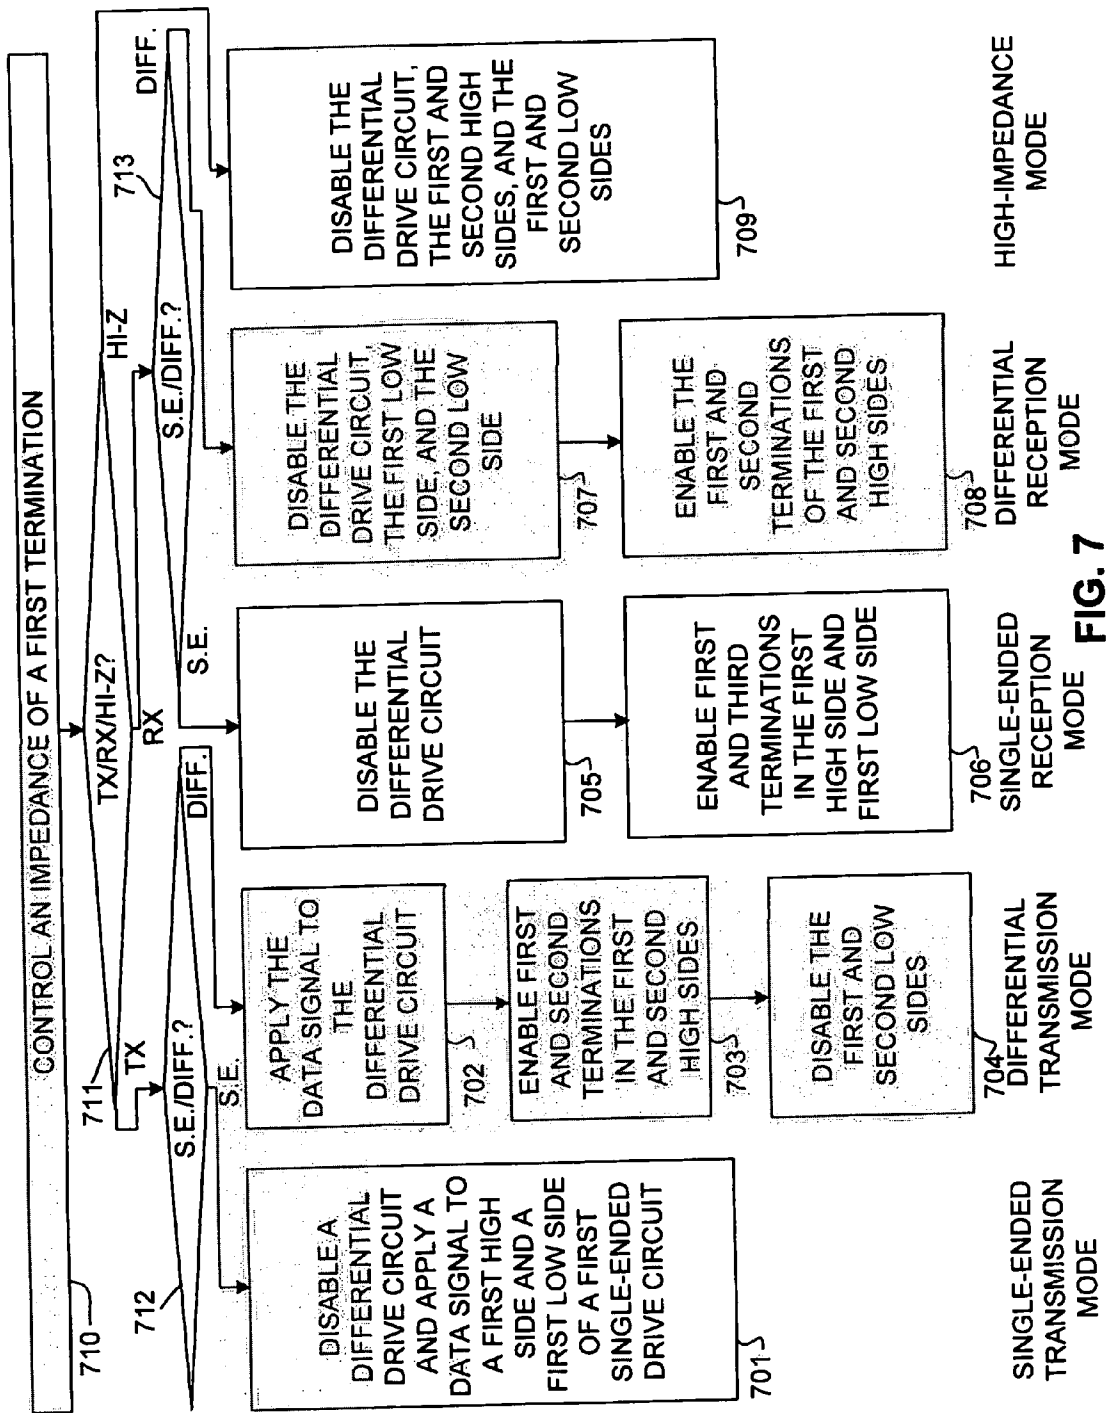 CONTROL AN IMPEDANCE OF A FIRST TERMINATION
710
711
TX/RX/HI-Z?
TX
RX
HI-Z
712
S.E./DIFF.?
S.E.
DIFF.
713
S.E./DIFF.?
S.E.
DIFF.
DISABLE A
DIFFERENTIAL
DRIVE CIRCUIT
AND APPLY A
DATA SIGNAL TO
A FIRST HIGH
SIDE AND A
FIRST LOW SIDE
OF A FIRST
SINGLE-ENDED
DRIVE CIRCUIT
701
SINGLE-ENDED
TRANSMISSION
MODE
APPLY THE
DATA SIGNAL TO
THE
DIFFERENTIAL
DRIVE CIRCUIT
702
ENABLE FIRST
AND SECOND
TERMINATIONS
IN THE FIRST
AND SECOND
HIGH SIDES
703
DISABLE THE
FIRST AND
SECOND LOW
SIDES
704
DIFFERENTIAL
TRANSMISSION
MODE
DISABLE THE
DIFFERENTIAL
DRIVE CIRCUIT
705
ENABLE FIRST
AND THIRD
TERMINATIONS
IN THE FIRST
HIGH SIDE AND
FIRST LOW SIDE
706
SINGLE-ENDED
RECEPTION
MODE
DISABLE THE
DIFFERENTIAL
DRIVE CIRCUIT,
THE FIRST LOW
SIDE, AND THE
SECOND LOW
SIDE
707
ENABLE THE
FIRST AND
SECOND
TERMINATIONS
OF THE FIRST
AND SECOND
HIGH SIDES
708
DIFFERENTIAL
RECEPTION
MODE
DISABLE THE
DIFFERENTIAL
DRIVE CIRCUIT,
THE FIRST AND
SECOND HIGH
SIDES, AND THE
FIRST AND
SECOND LOW
SIDES
709
HIGH-IMPEDANCE
MODE
FIG. 7